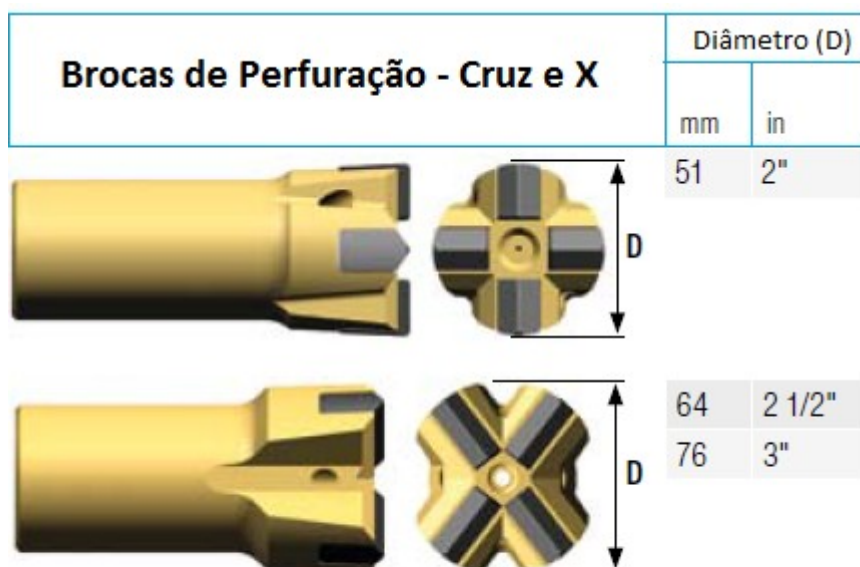 Brocas de Perfuração - Cruz e X
Diâmetro (D)
mm in
51 2"
D
64 2 1/2"
76 3"
D